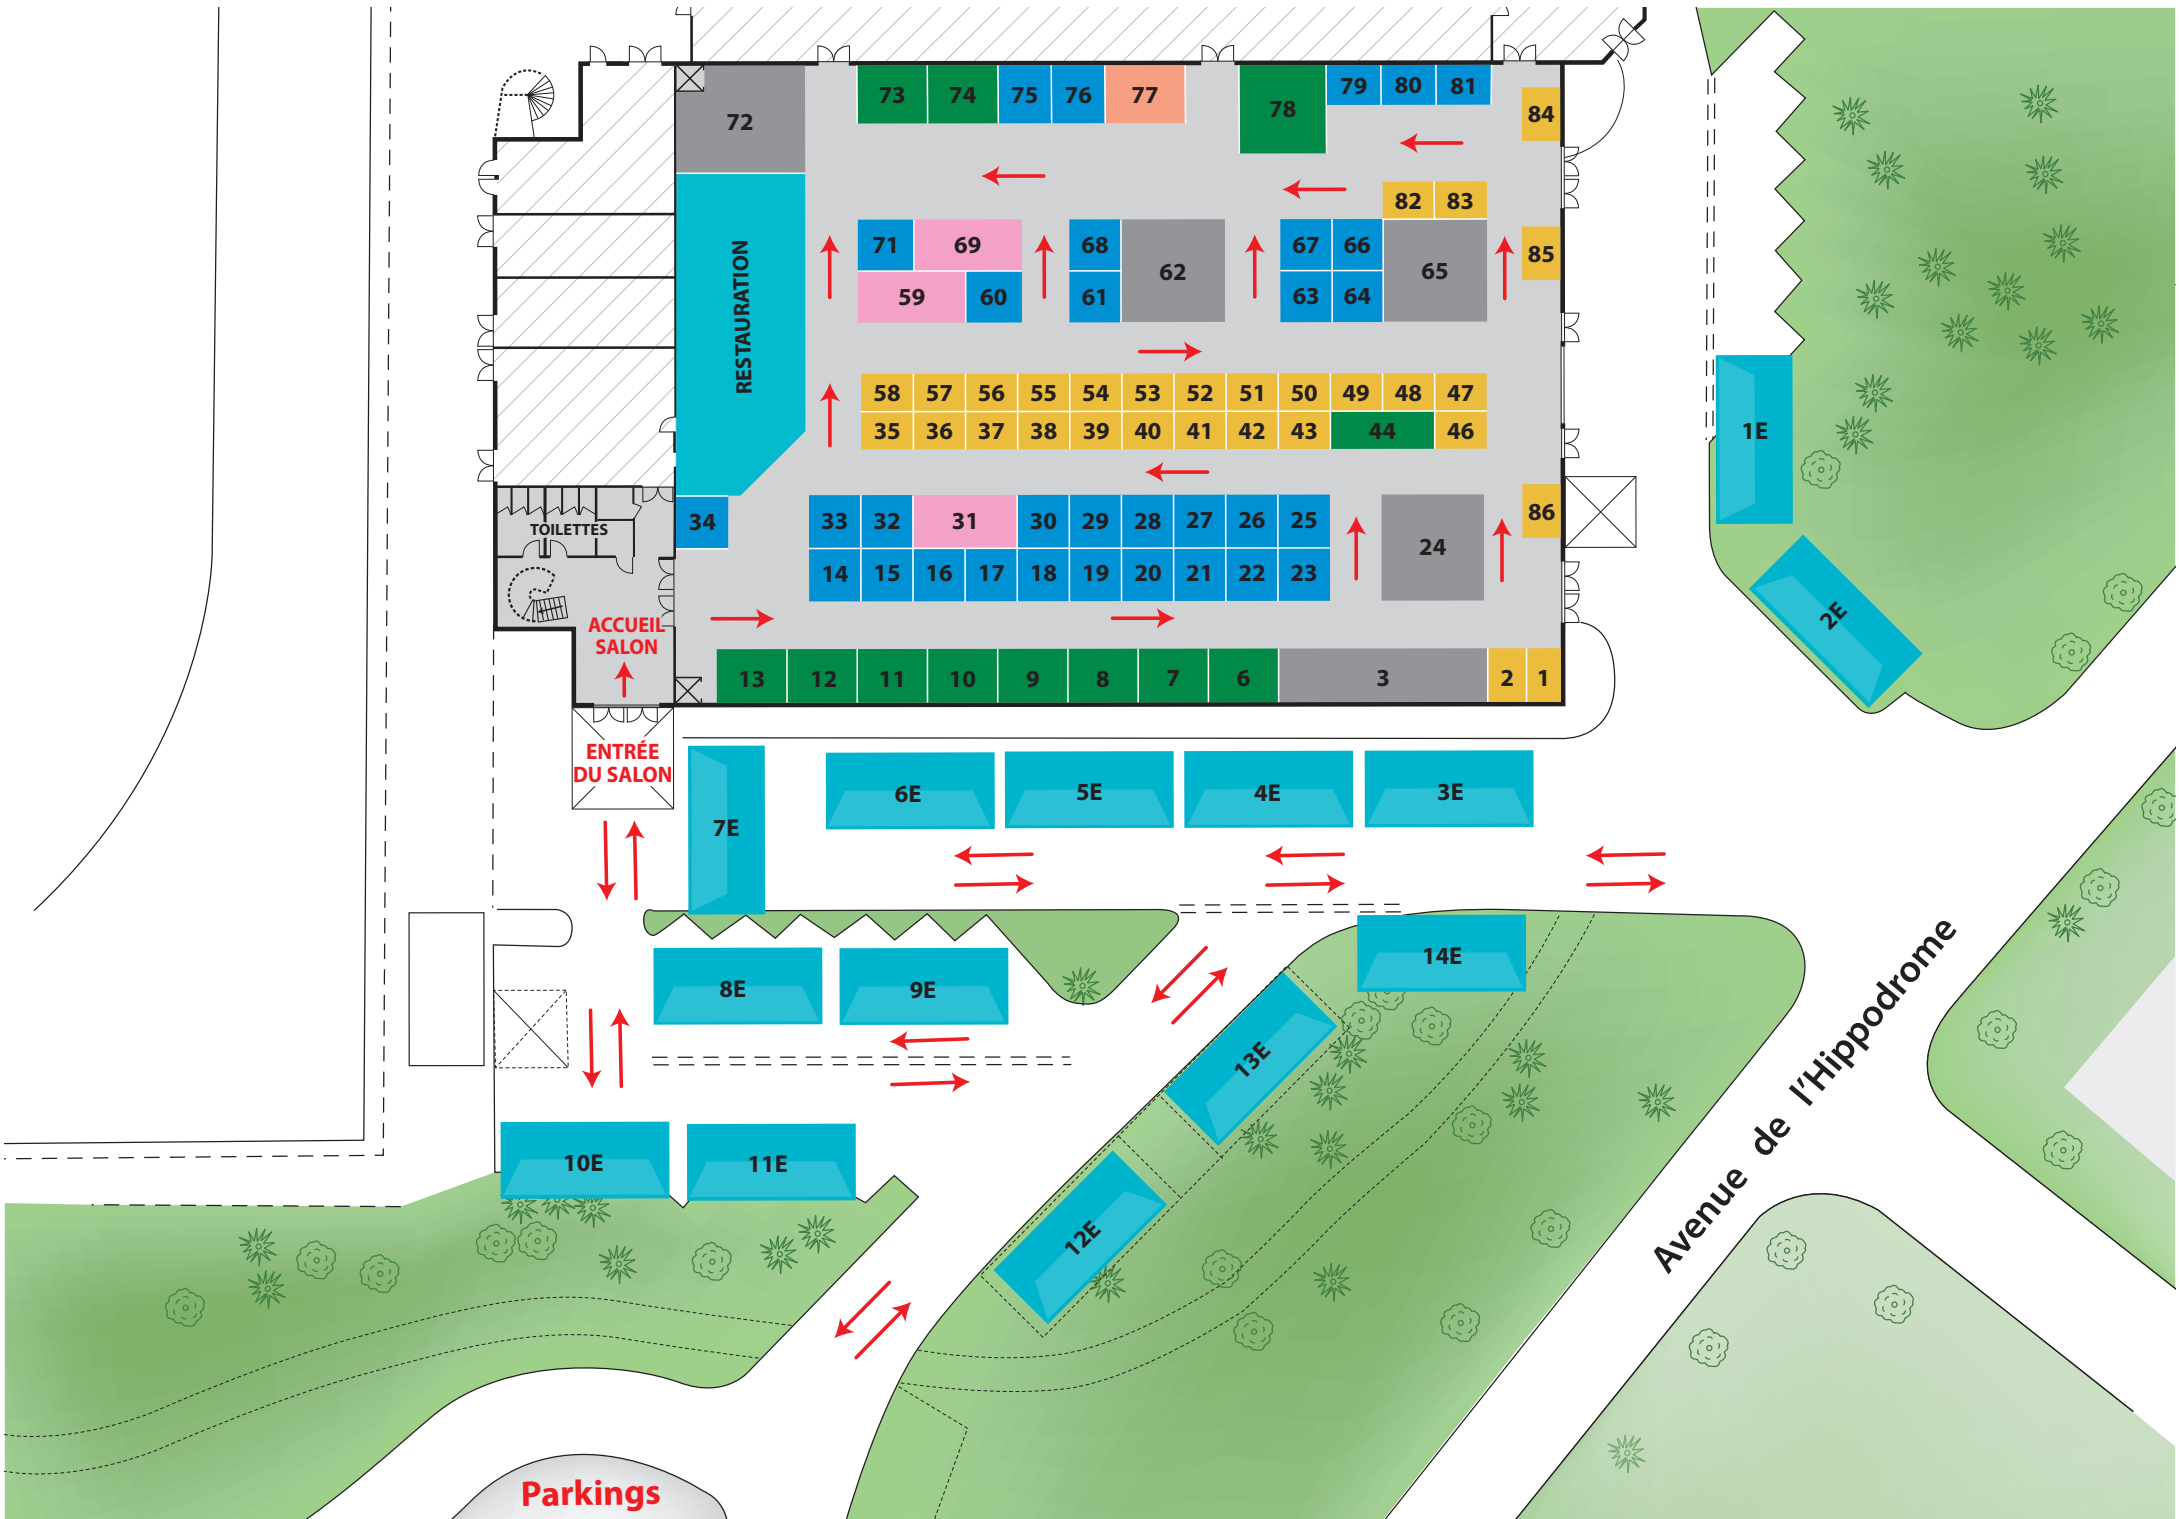 73 74 75 76 77 78 79 80 81
72
84
82 83
71 69 68 62 67 66 65 85
59 60 61 63 64
RESTAURATION
58 57 56 55 54 53 52 51 50 49 48 47
35 36 37 38 39 40 41 42 43 44 46
34 33 32 31 30 29 28 27 26 25 24 86
TOILETTES
14 15 16 17 18 19 20 21 22 23
ACCUEIL
SALON
13 12 11 10 9 8 7 6 3 2 1
1E
2E
ENTRÉE
DU SALON
7E 6E 5E 4E 3E
8E 9E 14E
13E
10E 11E
12E
Avenue de l'Hippodrome
Parkings